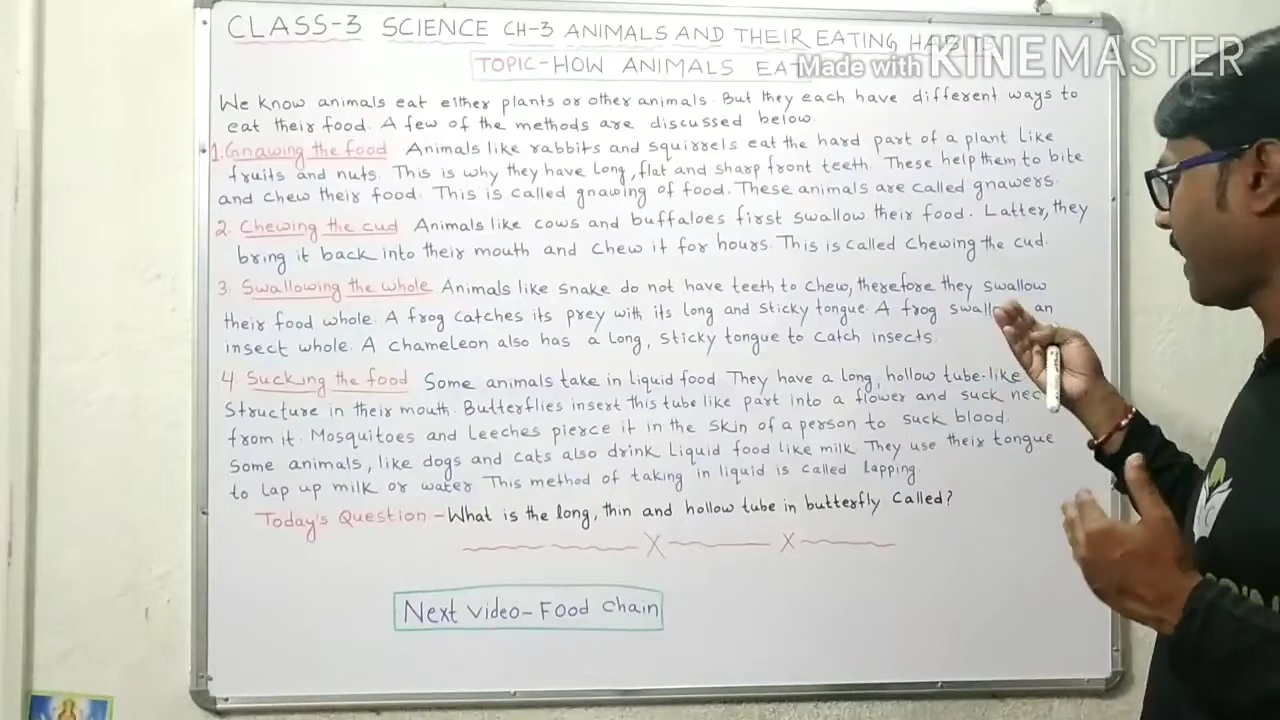 CLASS-3 SCIENCE CH-3 ANIMALS AND THEIR EATING
TOPIC-HOW ANIMALS EAT
Made with KINEMASTER
We know animals eat either plants or other animals. But they each have different ways to
eat their food. A few of the methods are discussed below.
1. Gnawing the food Animals like rabbits and squirrels eat the hard part of a plant like
fruits and nuts. This is why they have long, flat and sharp front teeth. These help them to bite
and chew their food. This is called gnawing of food. These animals are called gnawers.
2. Chewing the cud Animals like cows and buffaloes first swallow their food. Latter, they
bring it back into their mouth and chew it for hours. This is called chewing the cud.
3. Swallowing the whole Animals like snake do not have teeth to chew, therefore they swallow
their food whole. A frog catches its prey with its long and sticky tongue. A frog an
insect whole. A chameleon also has a long, sticky tongue to catch insects.
4. Sucking the food Some animals take in liquid food They have a long, hollow tube-like
structure in their mouth. Butterflies insert this tube like part into a flower and suck
from it. Mosquitoes and Leeches pierce it in the skin of a person to suck blood.
Some animals, like dogs and cats also drink liquid food like milk. They use their tongue
to lap up milk or water This method of taking in liquid is called lapping.
Today's Question - What is the long, thin and hollow tube in butterfly called?
Next video- Food chain